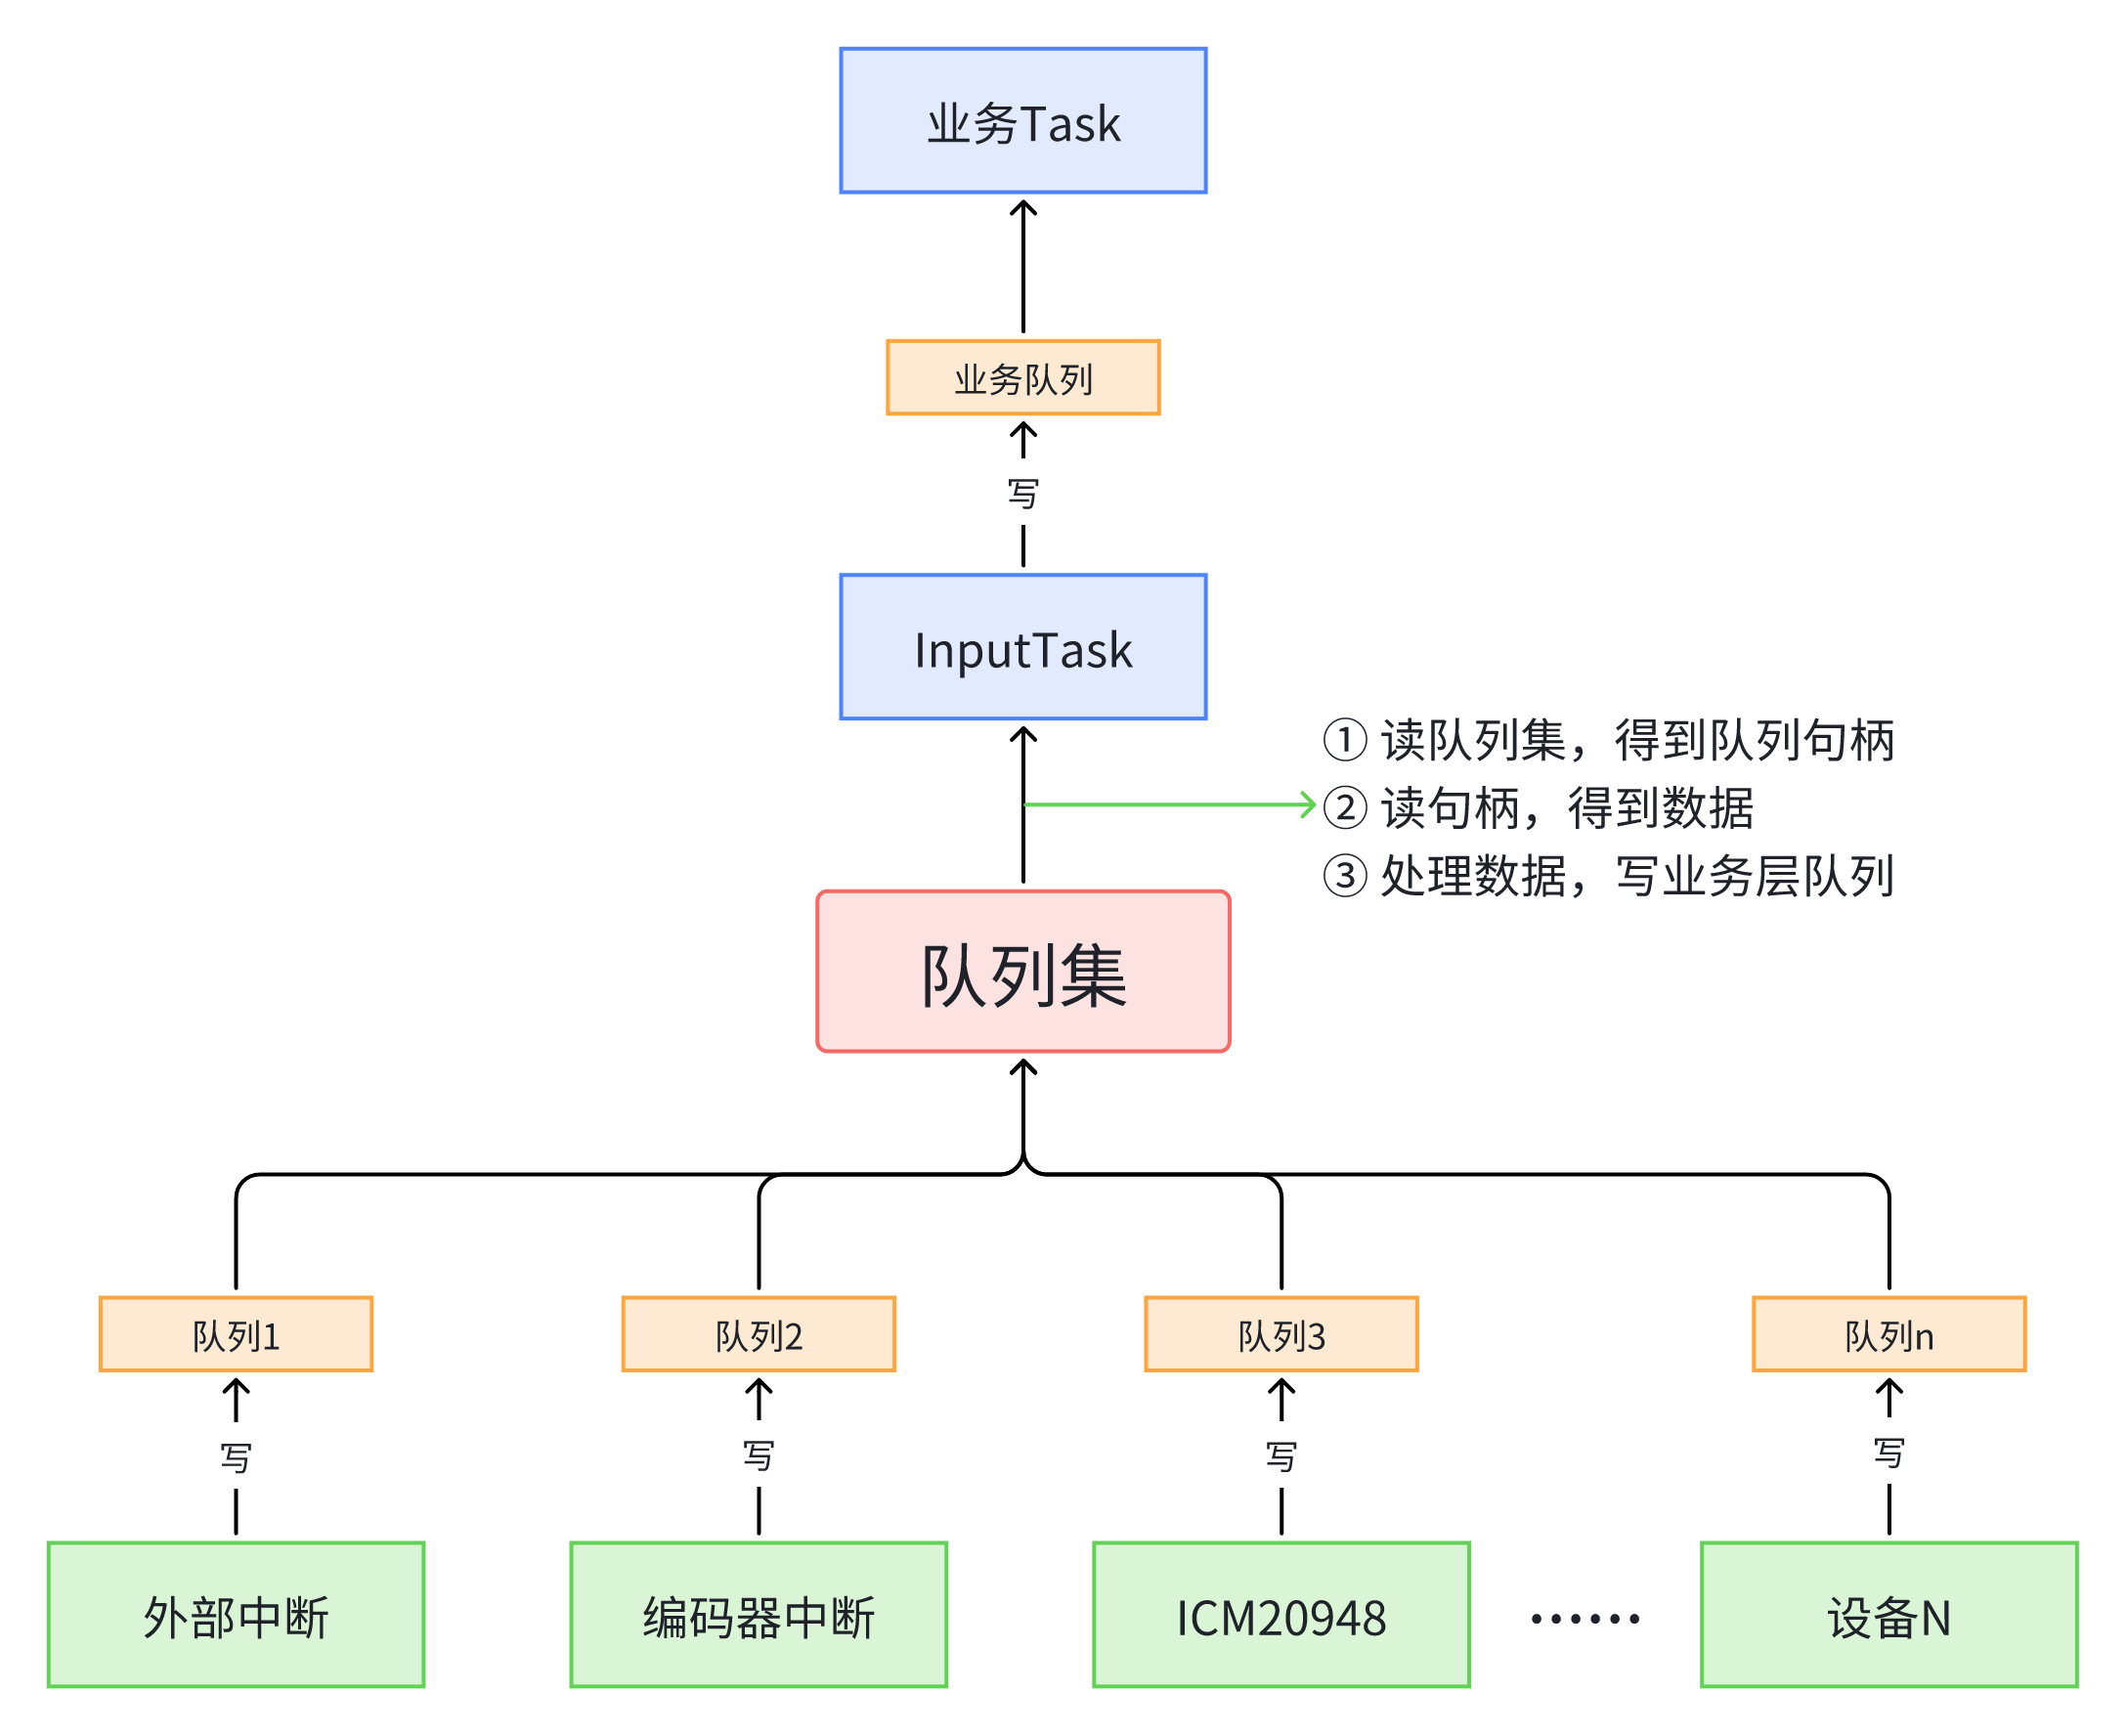 业务Task
业务队列
写
InputTask
① 读队列集，得到队列句柄
② 读句柄，得到数据
③ 处理数据，写业务层队列
队列集
队列1
队列2
队列3
队列n
写
写
写
写
外部中断
编码器中断
ICM20948
……
设备N